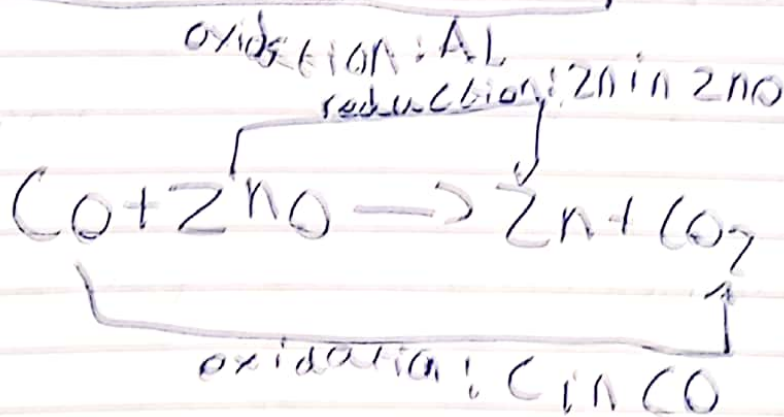 oxidation: AL
reduction: Zn in ZnO
CO + ZnO → Zn + CO2
oxidation: C in CO